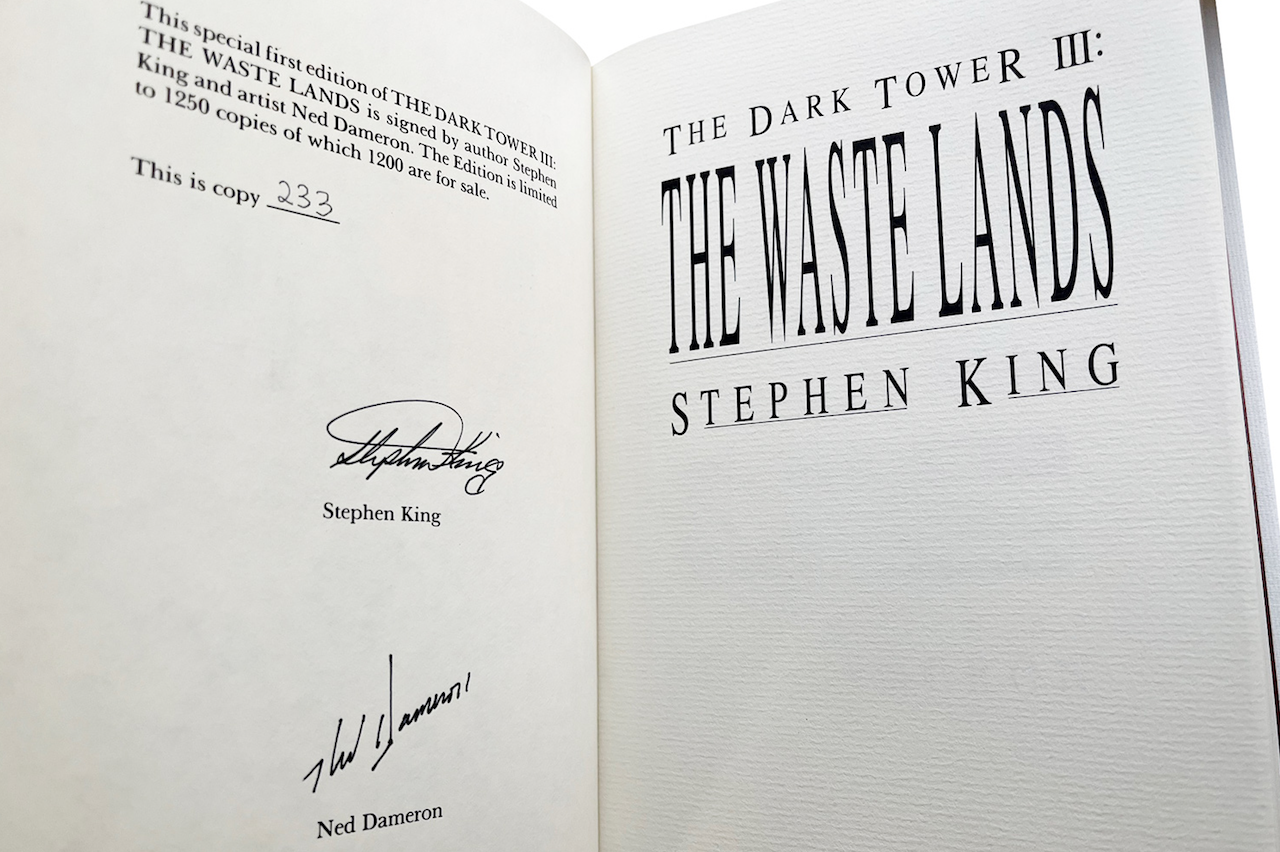 This special first edition of THE DARK TOWER III:
THE WASTE LANDS is signed by author Stephen
King and artist Ned Dameron. The Edition is limited
to 1250 copies of which 1200 are for sale.
This is copy 233
Stephen King
Stephen King
Ned Dameron
Ned Dameron
THE DARK TOWER III:
THE WASTE LANDS
STEPHEN KING